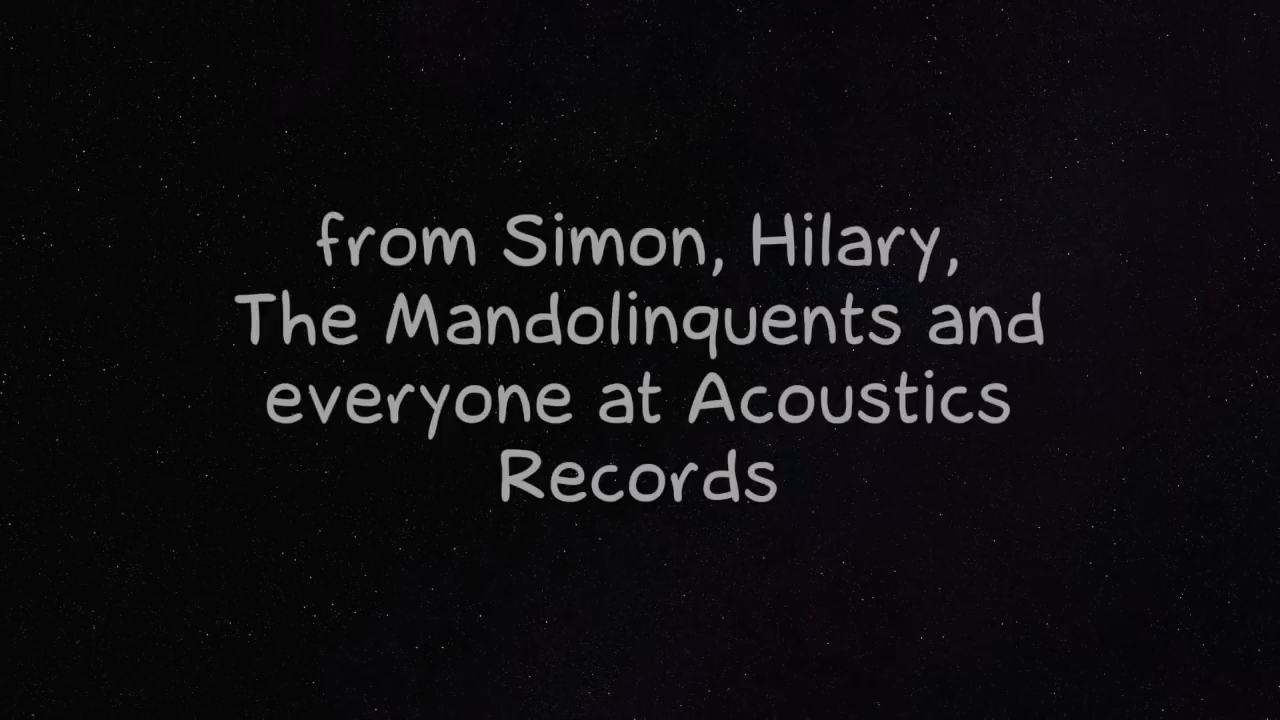 from Simon, Hilary,
The Mandolinquents and
everyone at Acoustics
Records